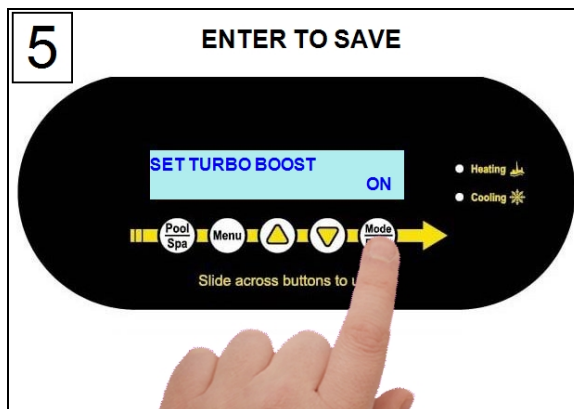 5
ENTER TO SAVE
SET TURBO BOOST
ON
Heating
Cooling
Pool
Spa
Menu
Mode
Slide across buttons to